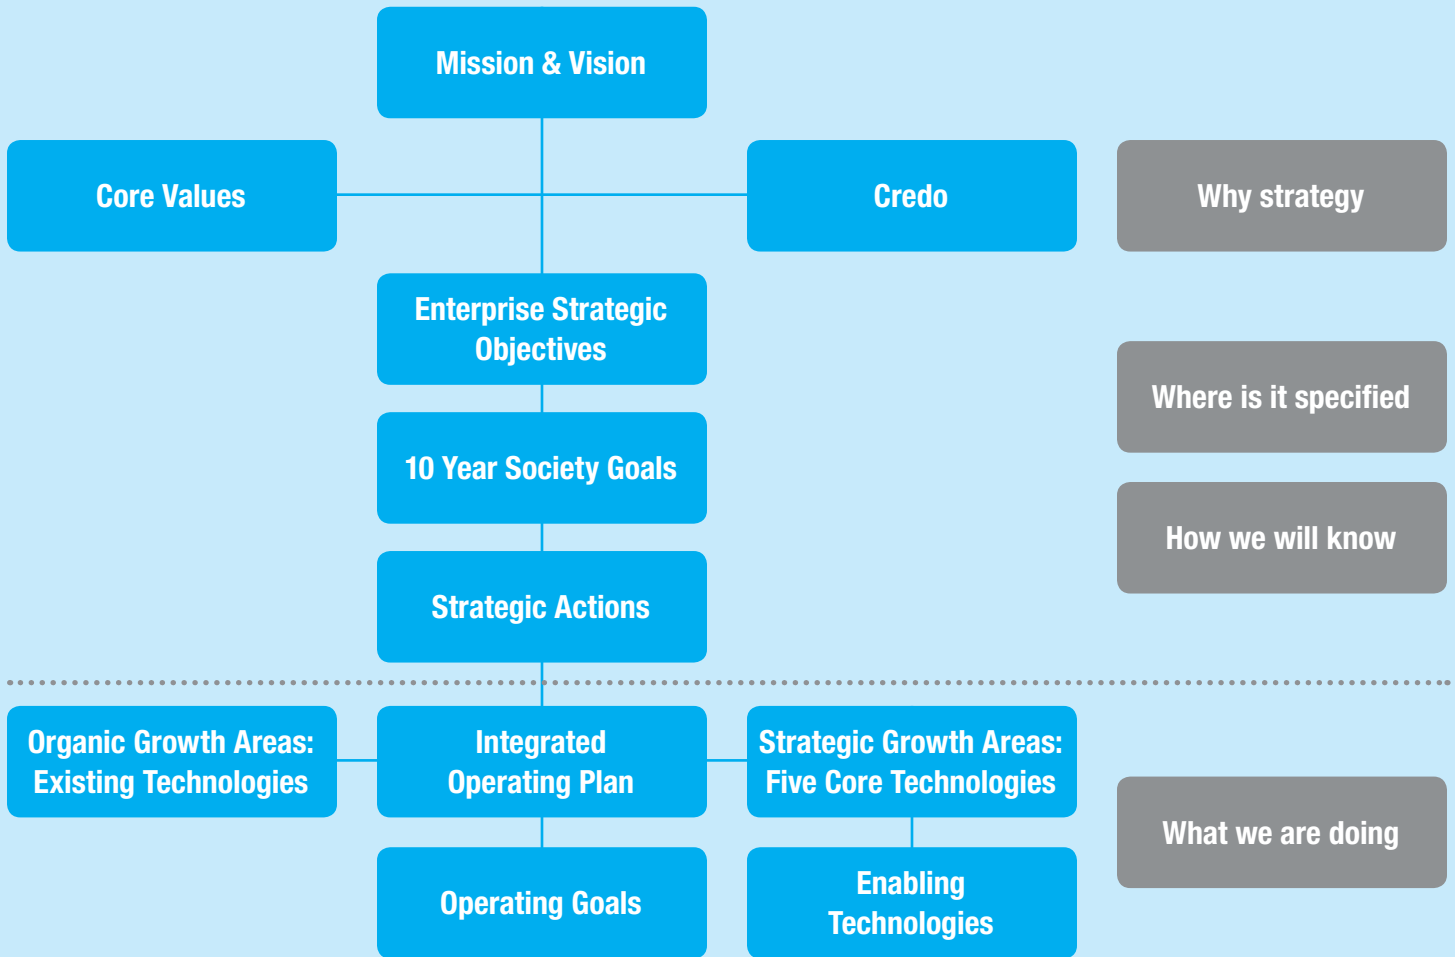 Mission & Vision
Core Values
Credo
Why strategy
Enterprise Strategic
Objectives
Where is it specified
10 Year Society Goals
How we will know
Strategic Actions
Organic Growth Areas:
Existing Technologies
Integrated
Operating Plan
Strategic Growth Areas:
Five Core Technologies
What we are doing
Operating Goals
Enabling
Technologies